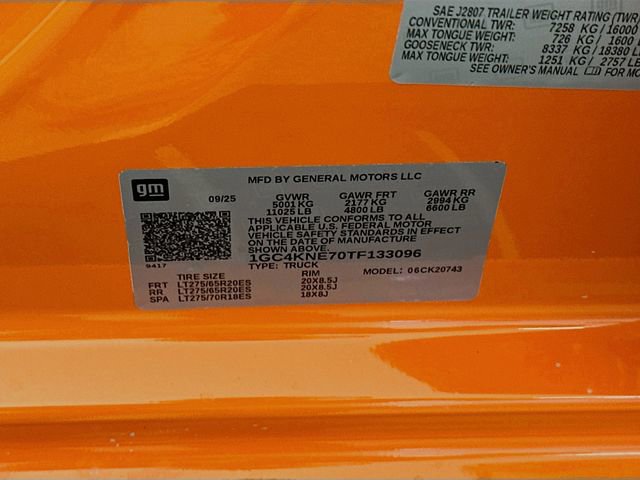 SAE J2807 TRAILER WEIGHT RATING (TWR)
CONVENTIONAL TWR: 7258 KG / 16000
MAX TONGUE WEIGHT: 726 KG / 1600 L
GOOSENECK TWR: 8337 KG / 18380 L
MAX TONGUE WEIGHT: 1251 KG / 2757 LB
SEE OWNER'S MANUAL FOR MO
gm
MFD BY GENERAL MOTORS LLC
09/25 GVWR GAWR FRT GAWR RR
5001 KG 2177 KG 2994 KG
11025 LB 4800 LB 6600 LB
THIS VEHICLE CONFORMS TO ALL
APPLICABLE U.S. FEDERAL MOTOR
VEHICLE SAFETY STANDARDS IN EFFECT
ON THE DATE OF MANUFACTURE
SHOWN ABOVE.
1GC4KNE70TF133096
9417 TYPE: TRUCK MODEL: 06CK20743
TIRE SIZE RIM
FRT LT275/65R20ES 20X8.5J
RR LT275/65R20ES 20X8.5J
SPA LT275/70R18ES 18X8J